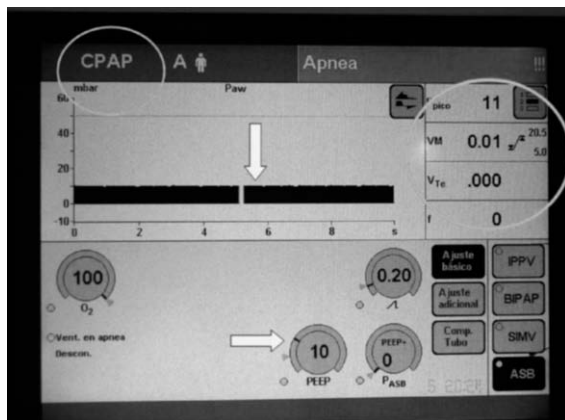 CPAP A Apnea !!!
mbar Paw
60
40
20
0
-10
0 2 4 6 8 s
pico 11
VM 0.01 20.5
5.0
VTe .000
f 0
100
O2
0.20
Ajuste básico
IPPV
Ajuste adicional
BIPAP
Vent. en apnea
Descon.
10
PEEP
PEEP+
0
PASB
Comp. Tubo
SIMV
ASB